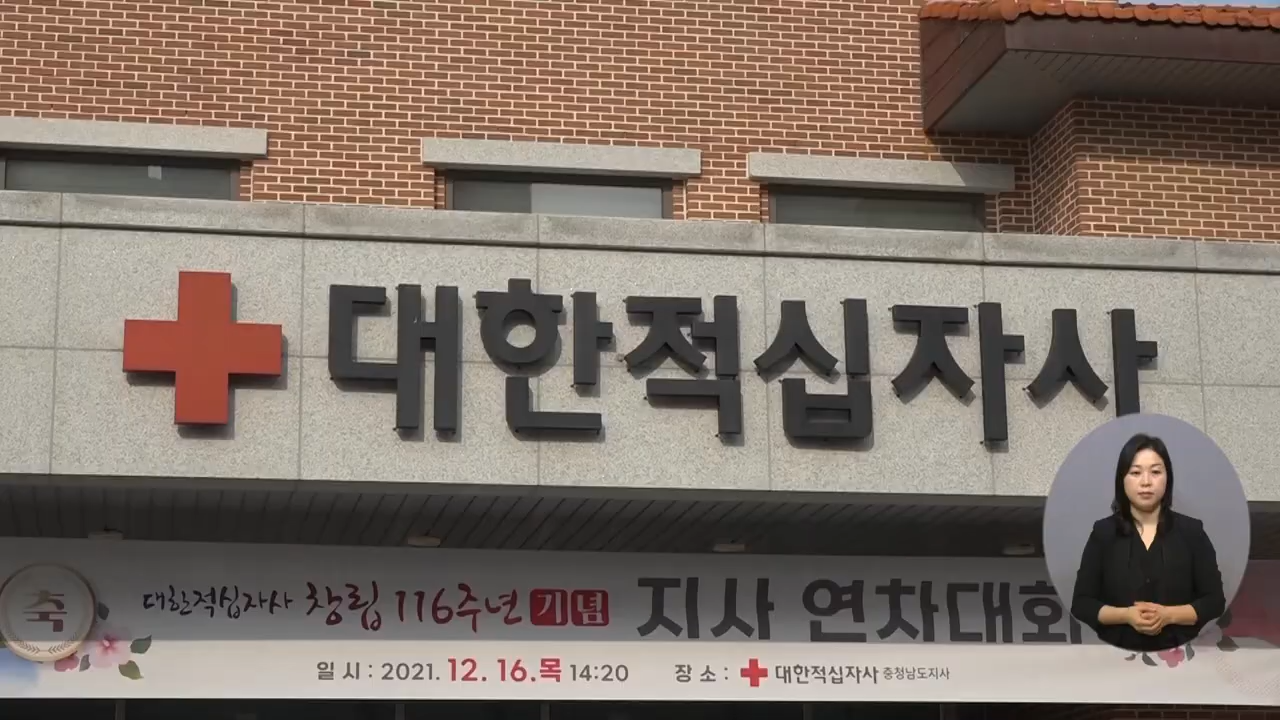 대한적십자사
축
대한적십자사 창립 116주년 기념 지사 연차대회
일 시 : 2021. 12. 16.목 14:20 장 소 : 대한적십자사 충청남도지사